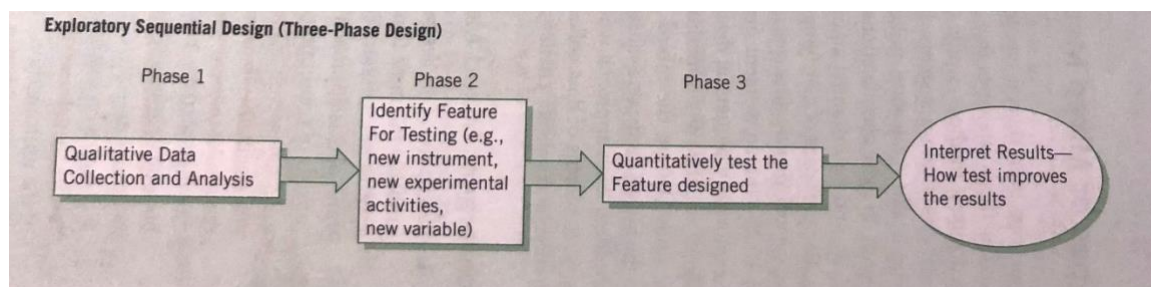 Exploratory Sequential Design (Three-Phase Design)
Phase 1
Phase 2
Phase 3
Qualitative Data
Collection and Analysis
Identify Feature
For Testing (e.g.,
new instrument,
new experimental
activities,
new variable)
Quantitatively test the
Feature designed
Interpret Results—
How test improves
the results